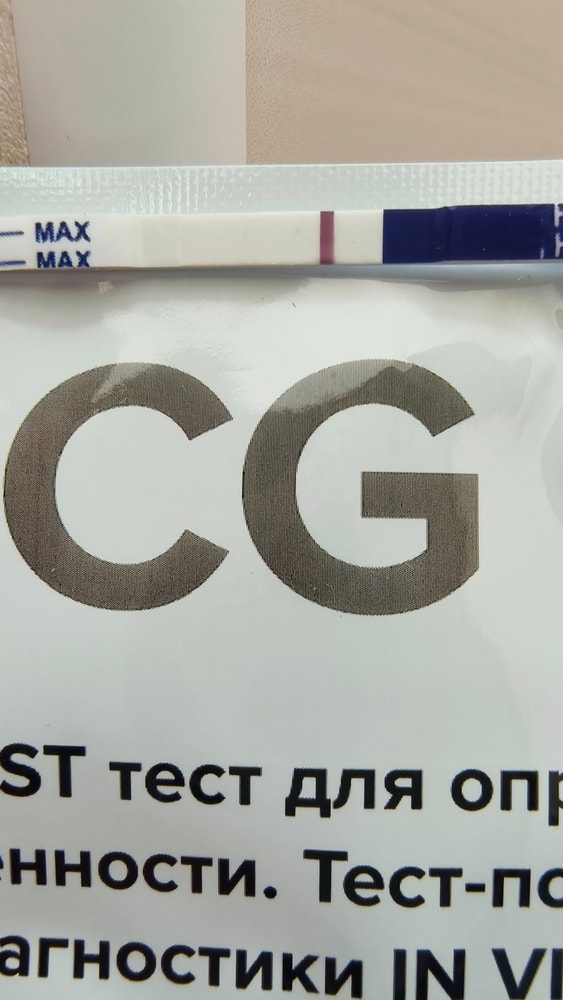 MAX
MAX
CG
ST тест для опр
енности. Тест-по
агностики IN VI